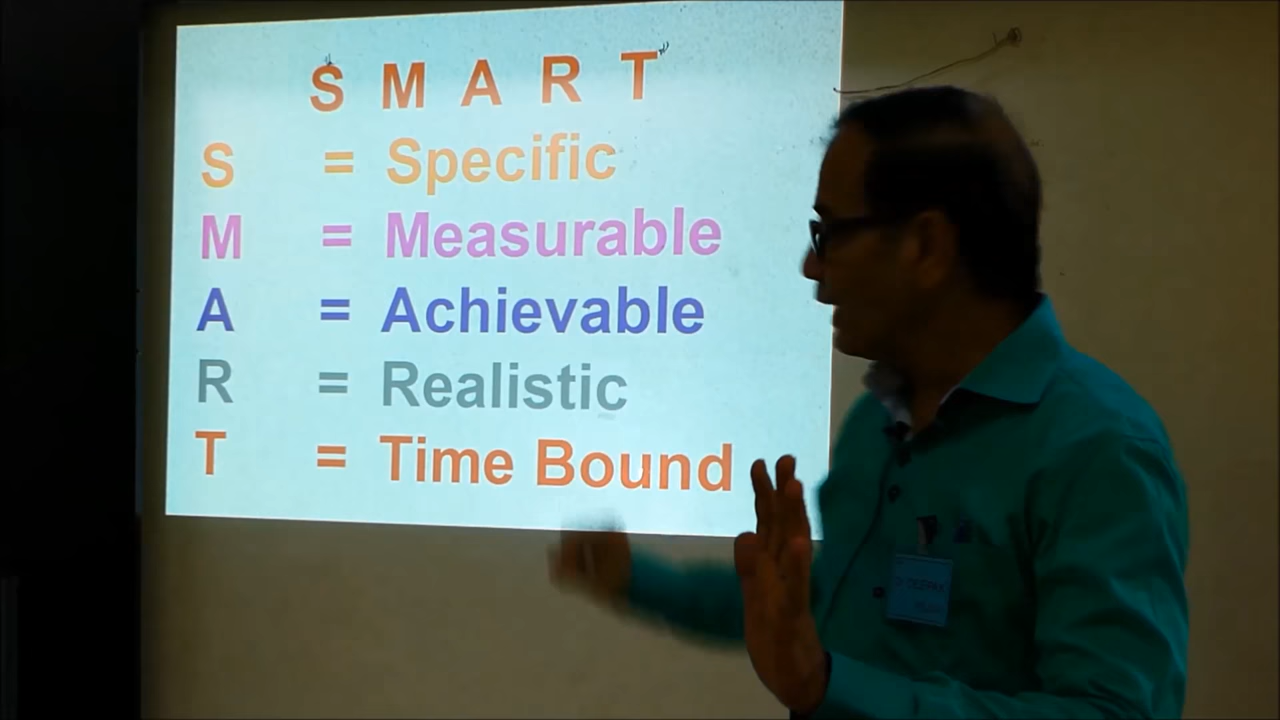 S M A R T
S = Specific
M = Measurable
A = Achievable
R = Realistic
T = Time Bound